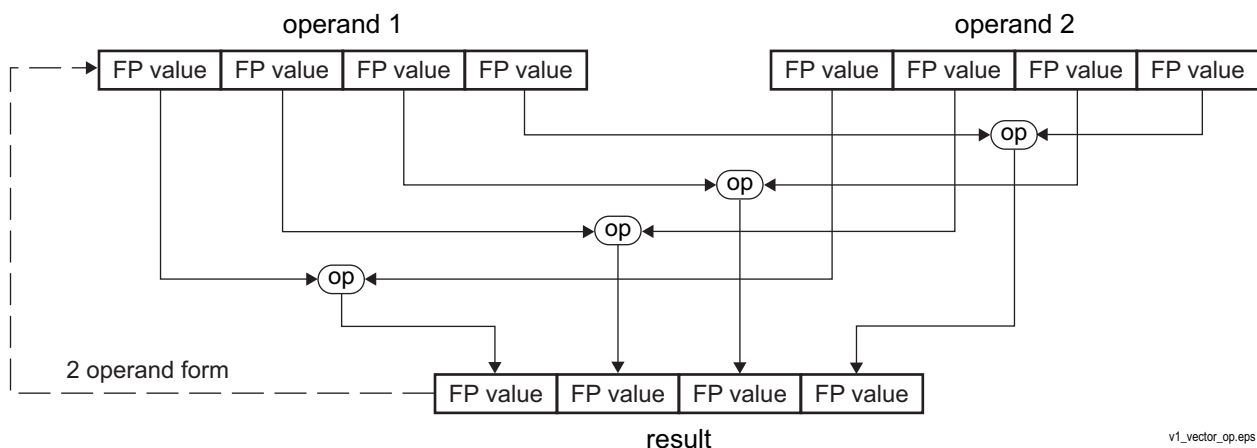 operand 1 operand 2
FP value FP value FP value FP value FP value FP value FP value FP value
op
op
op
op
2 operand form
FP value FP value FP value FP value
result
v1_vector_op.eps